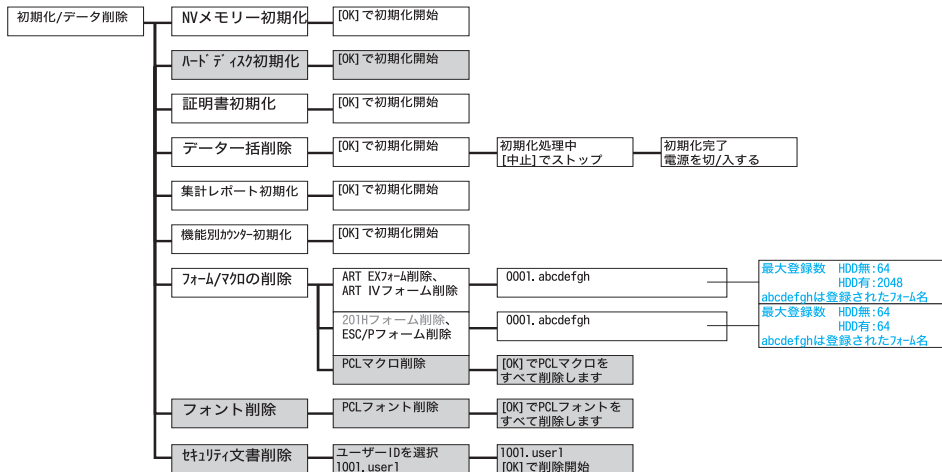 初期化/データ削除
NVメモリー初期化
[OK]で初期化開始
ﾊｰﾄﾞﾃﾞｨｽｸ初期化
[OK]で初期化開始
証明書初期化
[OK]で初期化開始
データ一括削除
[OK]で初期化開始
初期化処理中
[中止]でストップ
初期化完了
電源を切/入する
集計レポート初期化
[OK]で初期化開始
機能別ｶｳﾝﾀｰ初期化
[OK]で初期化開始
ﾌｫｰﾑ/ﾏｸﾛの削除
ART EXﾌｫｰﾑ削除、
ART IVフォーム削除
0001. abcdefgh
最大登録数 HDD無:64
HDD有:2048
abcdefghは登録されたﾌｫｰﾑ名
201Hフォーム削除、
ESC/Pフォーム削除
0001. abcdefgh
最大登録数 HDD無:64
HDD有:64
abcdefghは登録されたﾌｫｰﾑ名
PCLマクロ削除
[OK]でPCLマクロを
すべて削除します
フォント削除
PCLフォント削除
[OK]でPCLフォントを
すべて削除します
ｾｷｭﾘﾃｨ文書削除
ユーザーIDを選択
1001. user1
1001. user1
[OK]で削除開始